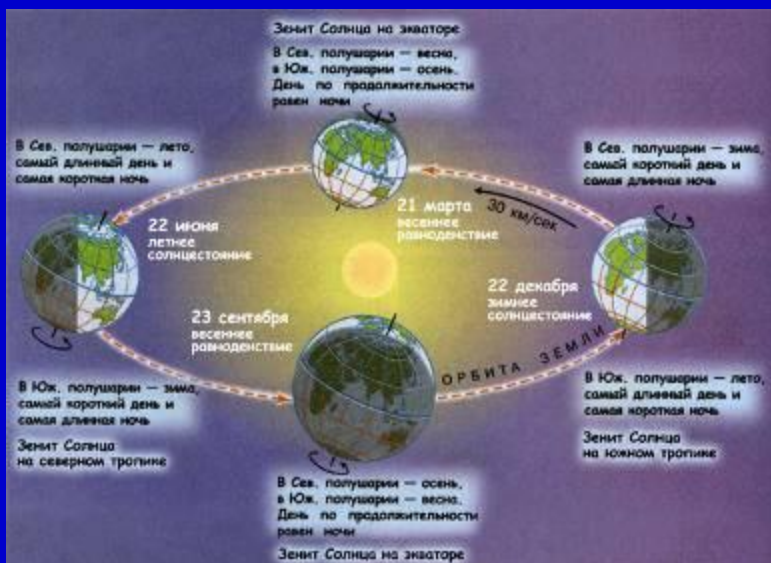 Зенит Солнца на экваторе
В Сев. полушарии — весна,
в Юж. полушарии — осень.
День по продолжительности
равен ночи
В Сев. полушарии — лето,
самый длинный день и
самая короткая ночь
В Сев. полушарии — зима,
самый короткий день и
самая длинная ночь
21 марта
весеннее
равноденствие
30 км/сек
22 июня
летнее
солнцестояние
22 декабря
зимнее
солнцестояние
23 сентября
весеннее
равноденствие
ОРБИТА ЗЕМЛИ
В Юж. полушарии — зима,
самый короткий день и
самая длинная ночь
Зенит Солнца
на северном тропике
В Юж. полушарии — лето,
самый длинный день и
самая короткая ночь
Зенит Солнца
на южном тропике
В Сев. полушарии — осень,
в Юж. полушарии — весна.
День по продолжительности
равен ночи
Зенит Солнца на экваторе